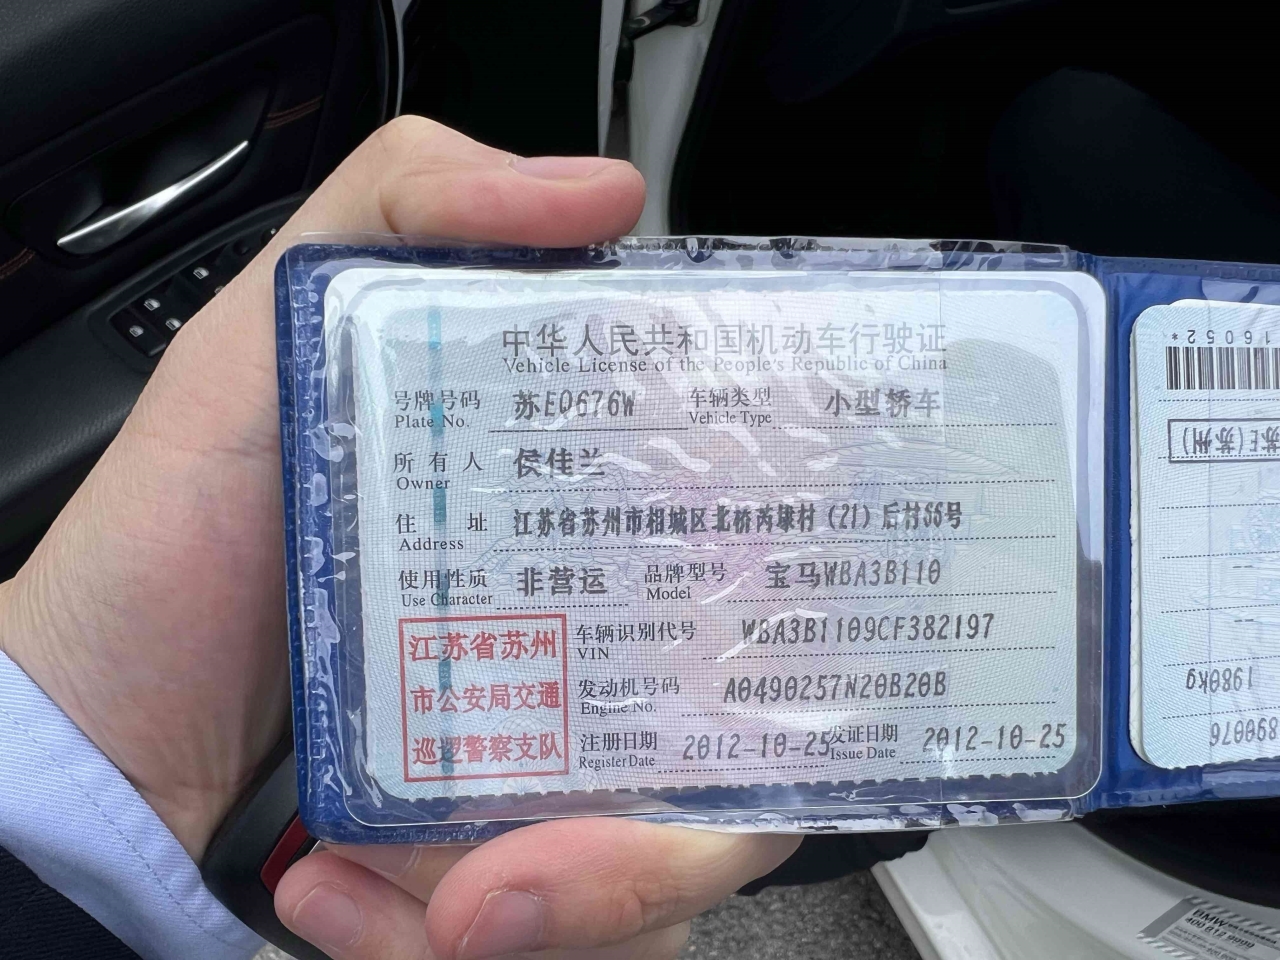 中华人民共和国机动车行驶证
Vehicle License of the People's Republic of China
号牌号码 苏E0676W 车辆类型 小型轿车
Plate No. Vehicle Type
所有人 侯佳兰
Owner
住址 江苏省苏州市相城区北桥芮埭村(21)后村66号
Address
使用性质 非营运 品牌型号 宝马WBA3B110
Use Character Model
江苏省苏州
市公安局交通
巡逻警察支队
车辆识别代号 WBA3B1109CF382197
VIN
发动机号码 A0490257N20B20B
Engine No.
注册日期 2012-10-25 发证日期 2012-10-25
Register Date Issue Date
16052*
苏E(苏州)
1980kg
BMW